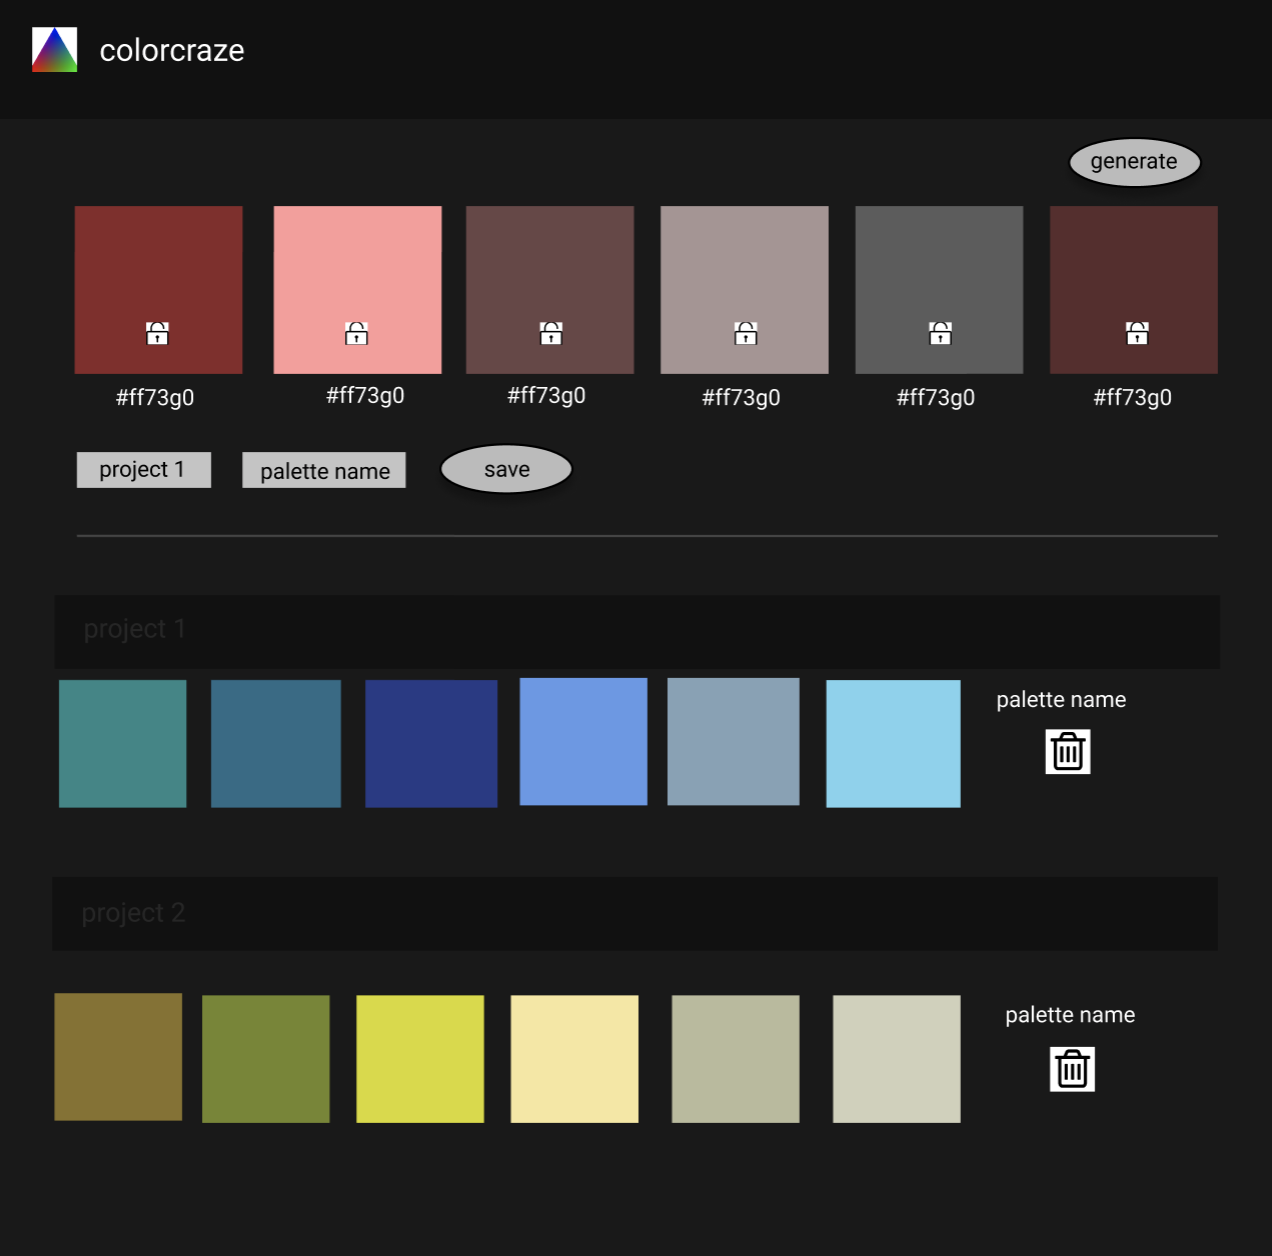 colorcraze
generate
#ff73g0 #ff73g0 #ff73g0 #ff73g0 #ff73g0 #ff73g0
project 1 palette name save
project 1
palette name
project 2
palette name